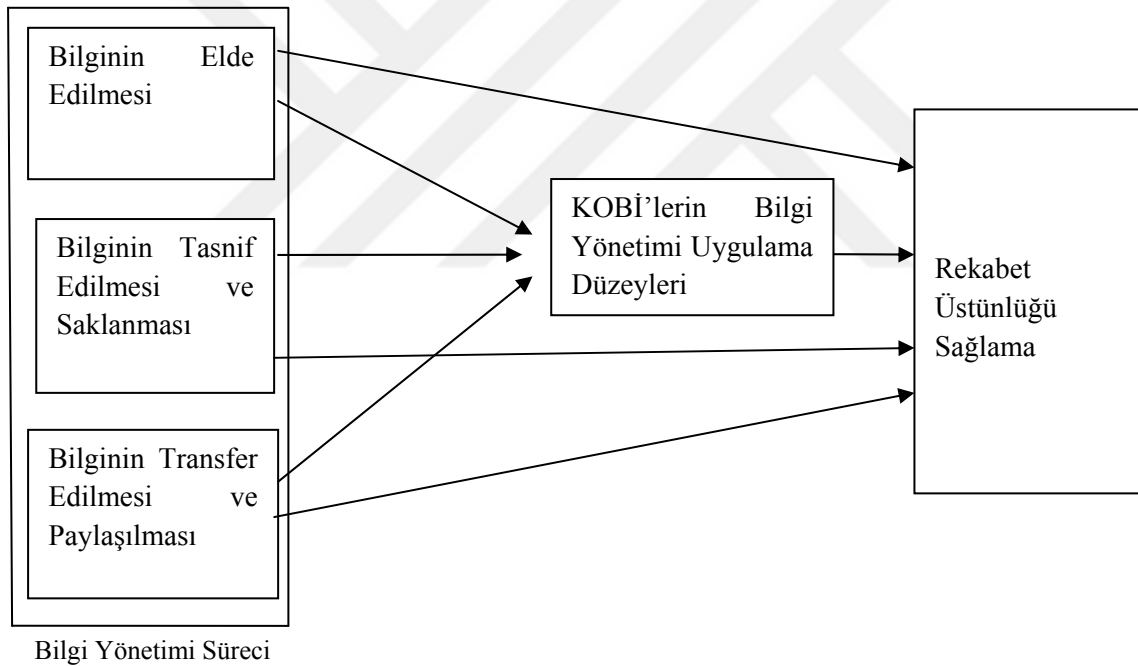 Bilginin Elde
Edilmesi
Bilginin Tasnif
Edilmesi ve
Saklanması
Bilginin Transfer
Edilmesi ve
Paylaşılması
Bilgi Yönetimi Süreci
KOBİ’lerin Bilgi
Yönetimi Uygulama
Düzeyleri
Rekabet
Üstünlüğü
Sağlama